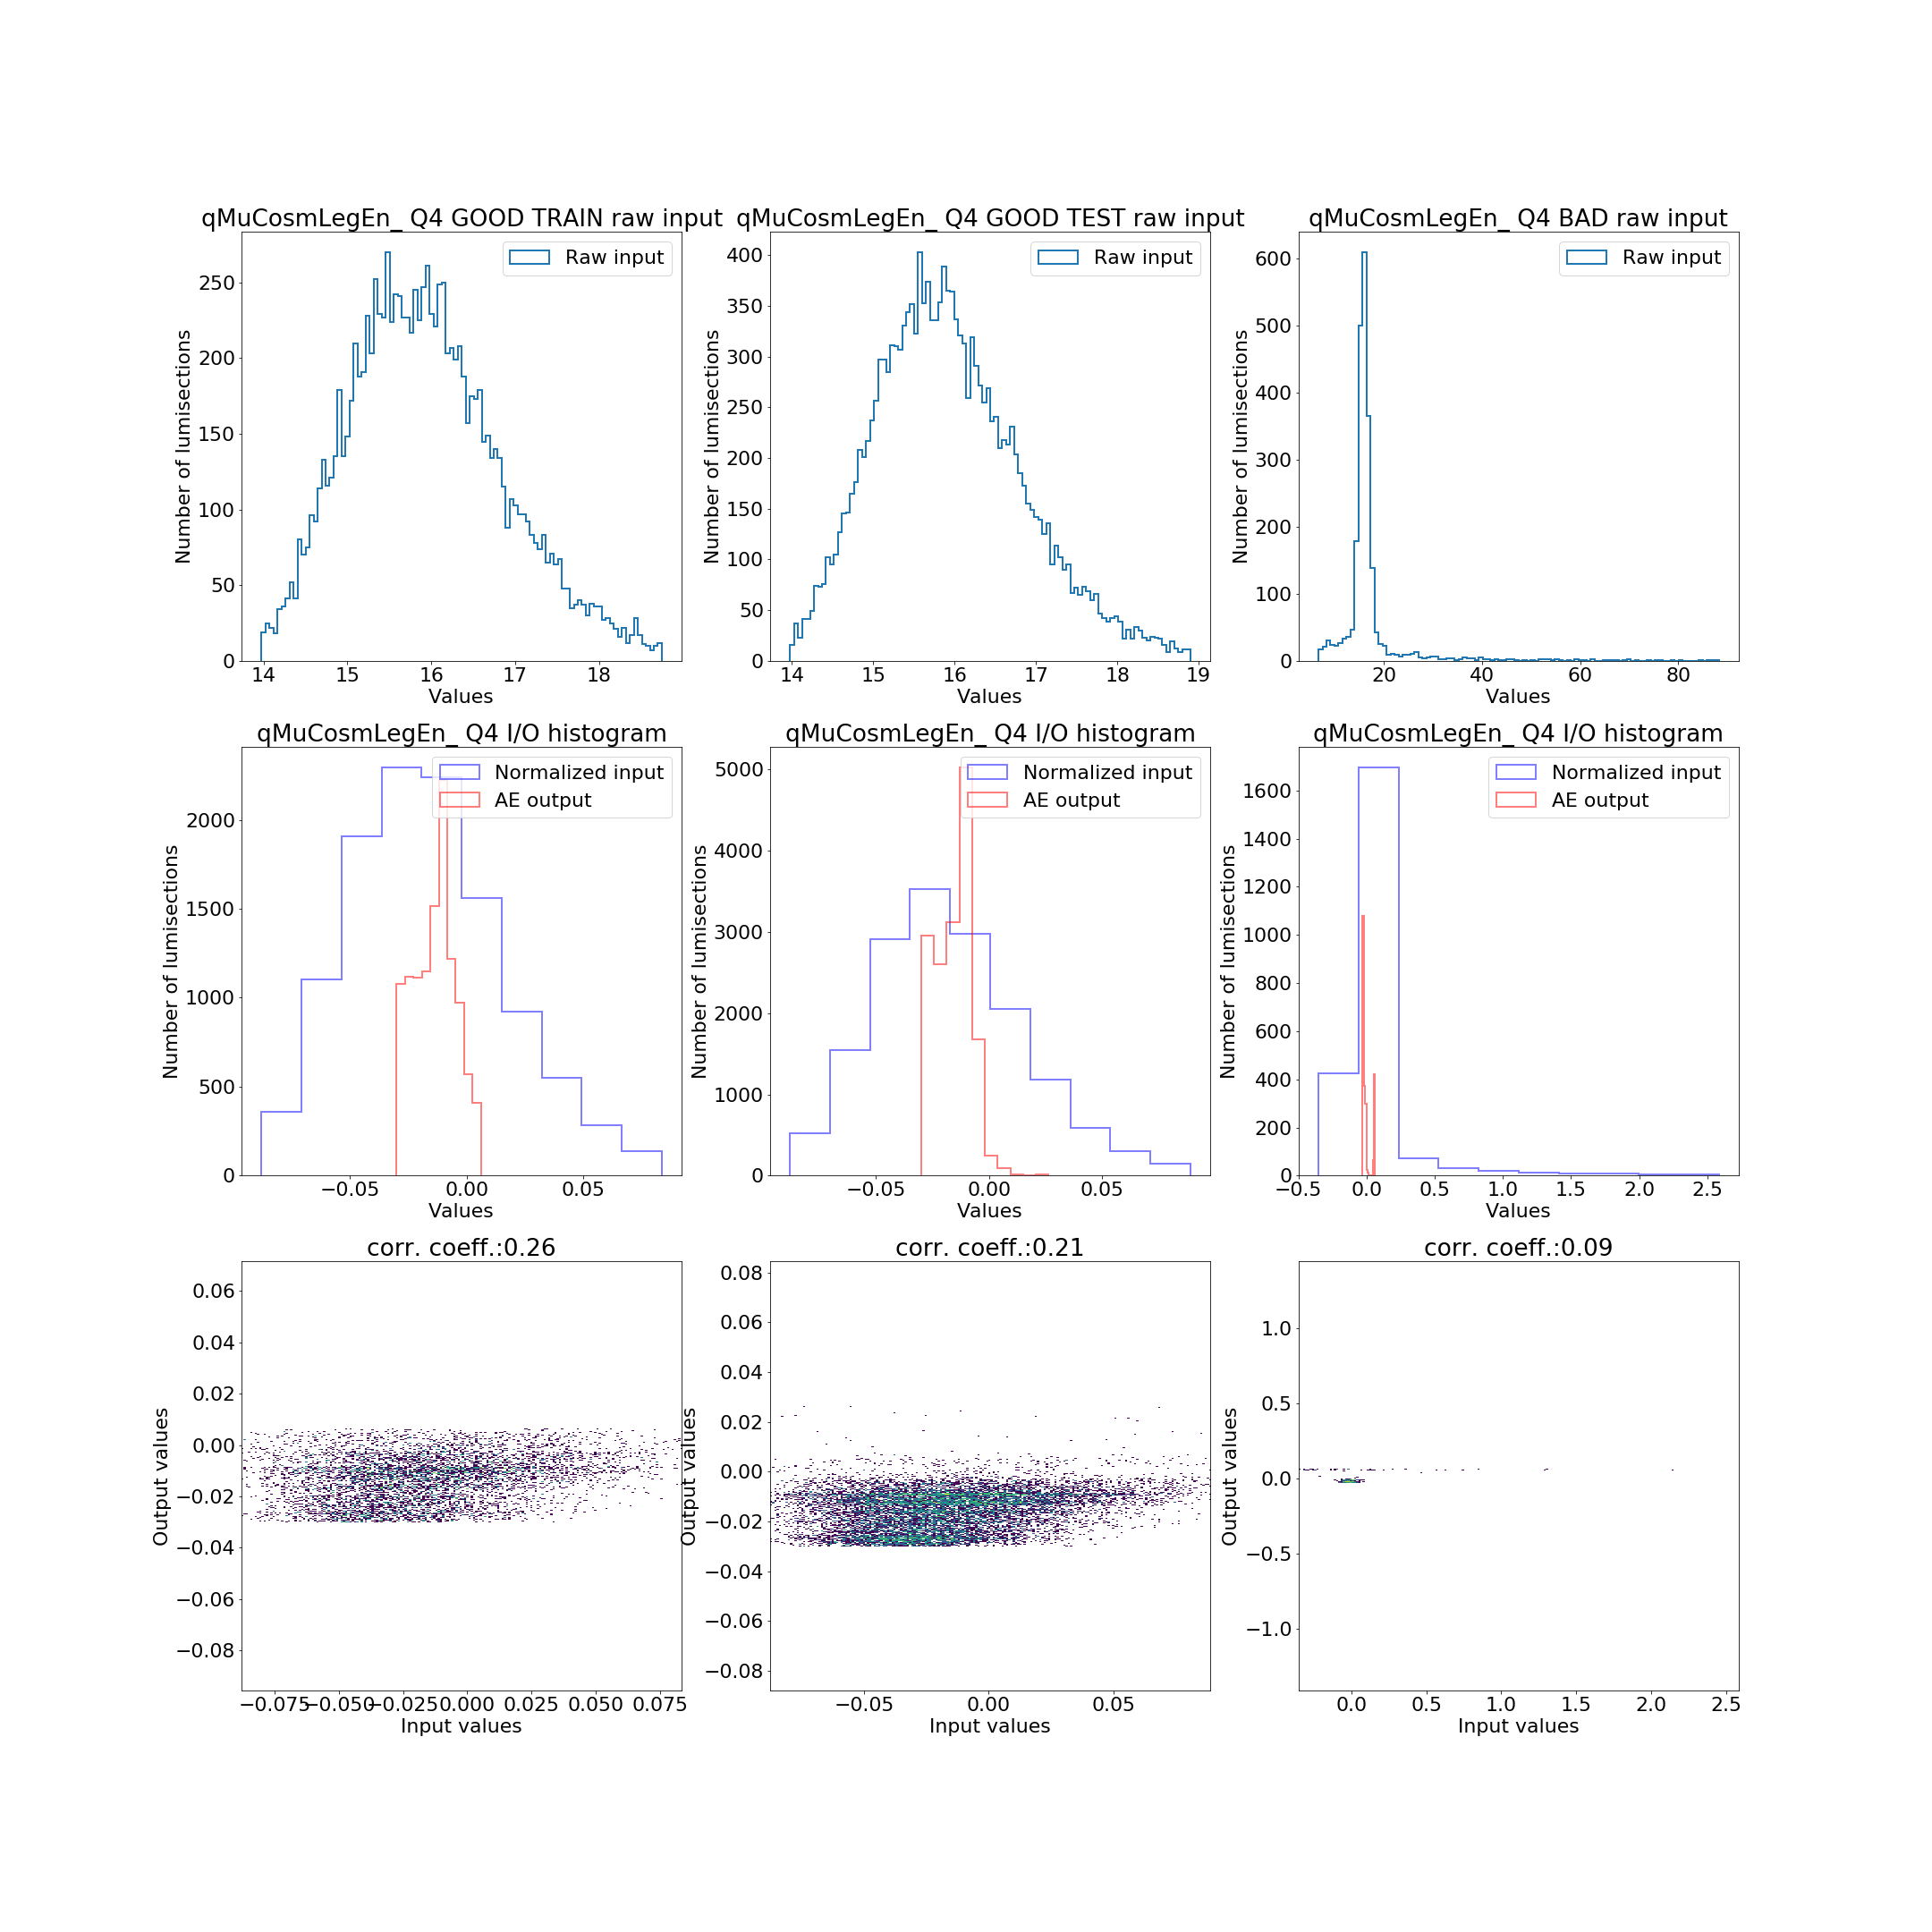 qMuCosmLegEn_ Q4 GOOD TRAIN raw input
Raw input
250
200
150
100
50
0
Number of lumisections
14 15 16 17 18
Values
qMuCosmLegEn_ Q4 GOOD TEST raw input
Raw input
400
350
300
250
200
150
100
50
0
Number of lumisections
14 15 16 17 18 19
Values
qMuCosmLegEn_ Q4 BAD raw input
Raw input
600
500
400
300
200
100
0
Number of lumisections
20 40 60 80
Values
qMuCosmLegEn_ Q4 I/O histogram
Normalized input
AE output
2000
1500
1000
500
0
Number of lumisections
−0.05 0.00 0.05
Values
qMuCosmLegEn_ Q4 I/O histogram
Normalized input
AE output
5000
4000
3000
2000
1000
0
Number of lumisections
−0.05 0.00 0.05
Values
qMuCosmLegEn_ Q4 I/O histogram
Normalized input
AE output
1600
1400
1200
1000
800
600
400
200
0
Number of lumisections
−0.5 0.0 0.5 1.0 1.5 2.0 2.5
Values
corr. coeff.:0.26
0.06
0.04
0.02
0.00
−0.02
−0.04
−0.06
−0.08
Output values
−0.075 −0.050 −0.025 0.000 0.025 0.050 0.075
Input values
corr. coeff.:0.21
0.08
0.06
0.04
0.02
0.00
−0.02
−0.04
−0.06
−0.08
Output values
−0.05 0.00 0.05
Input values
corr. coeff.:0.09
1.0
0.5
0.0
−0.5
−1.0
Output values
0.0 0.5 1.0 1.5 2.0 2.5
Input values